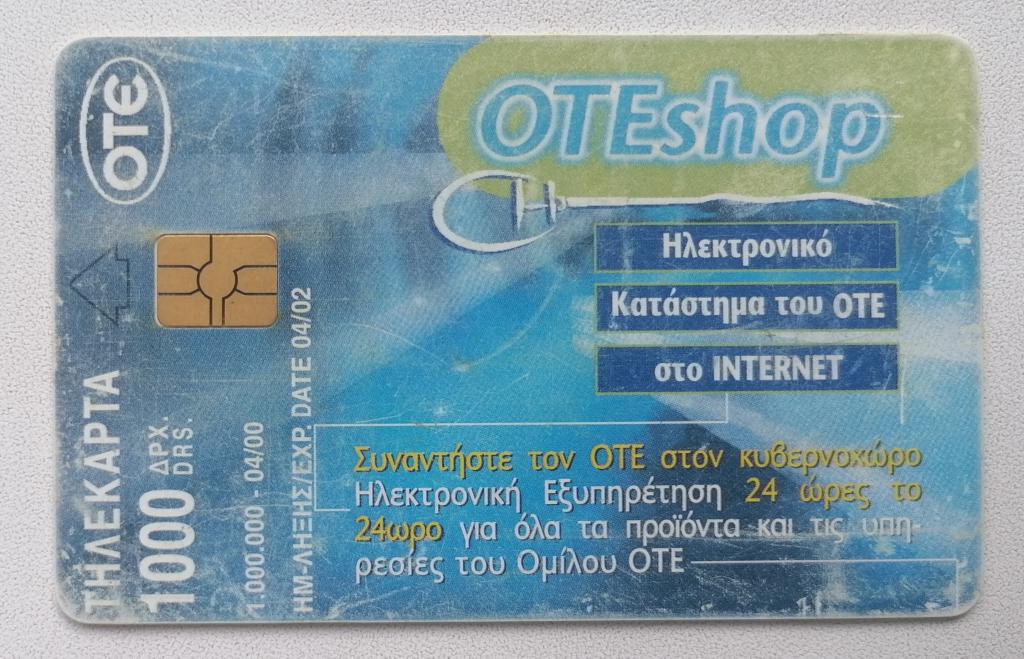 OTE
OTEshop
Ηλεκτρονικό
Κατάστημα του ΟΤΕ
στο INTERNET
Συναντήστε τον ΟΤΕ στον κυβερνοχώρο
Ηλεκτρονική Εξυπηρέτηση 24 ώρες το
24ωρο για όλα τα προϊόντα και τις υπη-
ρεσίες του Ομίλου ΟΤΕ
ΤΗΛΕΚΑΡΤΑ
1000 ΔΡΧ.
DRS.
1.000.000 - 04/00
ΗΜ-ΛΗΞΗΣ/EXP. DATE 04/02